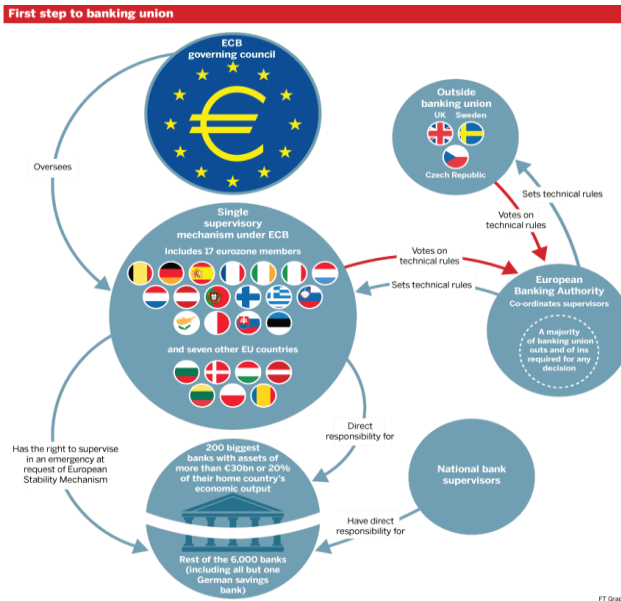 First step to banking union
ECB
governing council
Oversees
Outside
banking union
UK
Sweden
Czech Republic
Sets technical rules
Votes on
technical rules
Single
supervisory
mechanism under ECB
Includes 17 eurozone members
Votes on
technical rules
Sets technical rules
European
Banking Authority
Co-ordinates supervisors
A majority
of banking union
outs and of ins
required for any
decision
and seven other EU countries
Has the right to supervise
in an emergency at
request of European
Stability Mechanism
Direct
responsibility for
200 biggest
banks with assets of
more than €30bn or 20%
of their home country's
economic output
National bank
supervisors
Have direct
responsibility for
Rest of the 6,000 banks
(including all but one
German savings
bank)
FT Grap